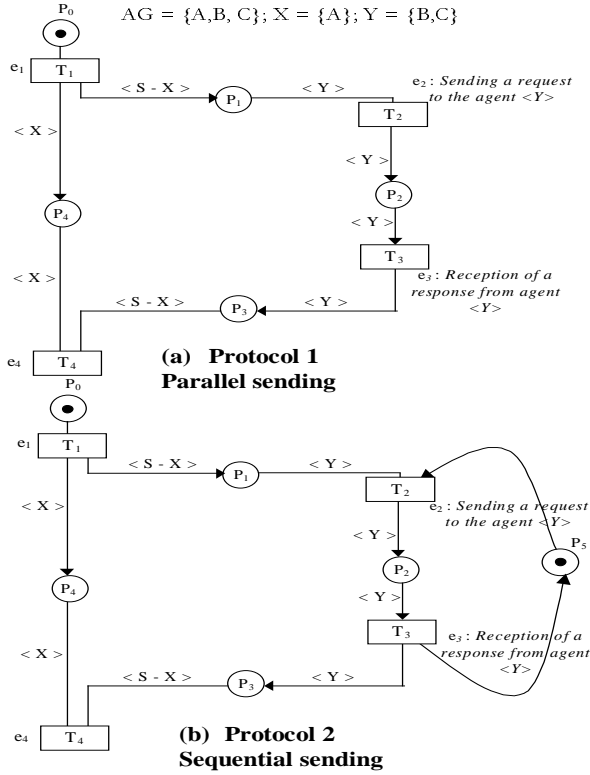 AG = {A,B, C}; X = {A}; Y = {B,C}
P0
e1
T1
< S - X >
P1
< Y >
e2 : Sending a request
to the agent <Y>
T2
< X >
< Y >
P4
P2
< Y >
T3
< X >
e3 : Reception of a
response from agent
<Y>
< S - X >
P3
< Y >
e4
T4
(a) Protocol 1
Parallel sending
P0
e1
T1
< S - X >
P1
< Y >
T2
e2 : Sending a request
to the agent <Y>
< X >
< Y >
P5
P4
P2
< Y >
T3
e3 : Reception of a
response from agent
<Y>
< X >
< S - X >
P3
< Y >
e4
T4
(b) Protocol 2
Sequential sending